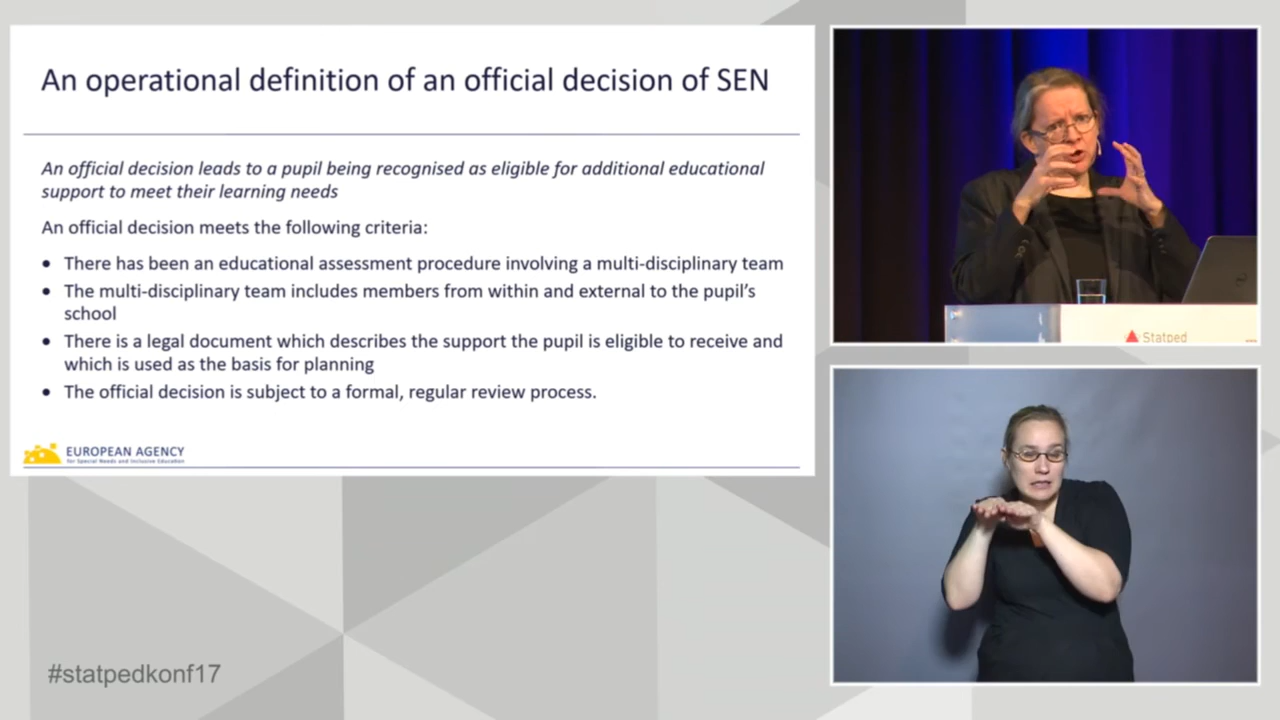 An operational definition of an official decision of SEN
An official decision leads to a pupil being recognised as eligible for additional educational
support to meet their learning needs
An official decision meets the following criteria:
• There has been an educational assessment procedure involving a multi-disciplinary team
• The multi-disciplinary team includes members from within and external to the pupil's
school
• There is a legal document which describes the support the pupil is eligible to receive and
which is used as the basis for planning
• The official decision is subject to a formal, regular review process.
EUROPEAN AGENCY
for Special Needs and Inclusive Education
Statped
#statpedkonf17